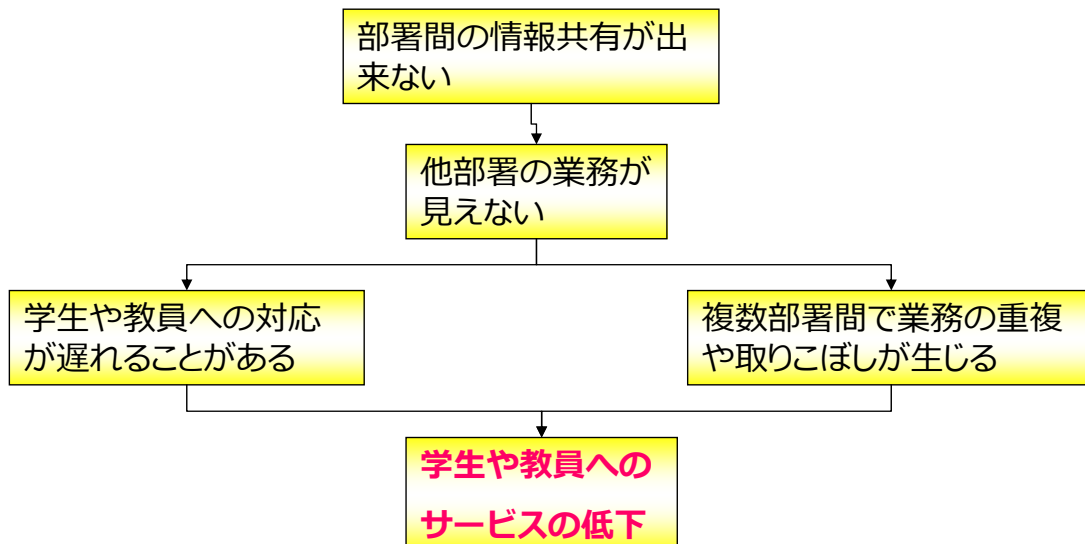 部署間の情報共有が出
来ない
他部署の業務が
見えない
学生や教員への対応
が遅れることがある
複数部署間で業務の重複
や取りこぼしが生じる
学生や教員への
サービスの低下